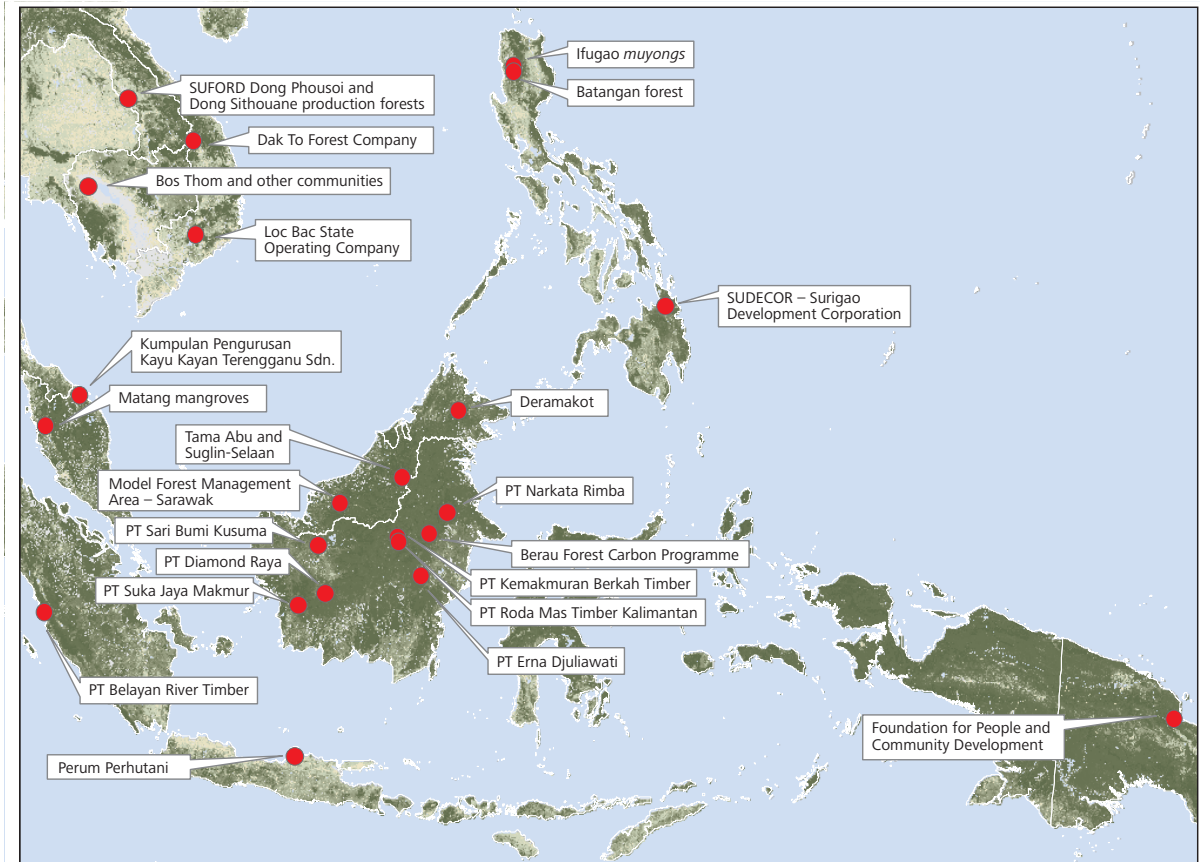 Ifugao muyongs
Batangan forest
SUFORD Dong Phousoi and
Dong Sithouane production forests
Dak To Forest Company
Bos Thom and other communities
Loc Bac State
Operating Company
SUDECOR – Surigao
Development Corporation
Kumpulan Pengurusan
Kayu Kayan Terengganu Sdn.
Matang mangroves
Deramakot
Tama Abu and
Suglin-Selaan
Model Forest Management
Area – Sarawak
PT Narkata Rimba
PT Sari Bumi Kusuma
Berau Forest Carbon Programme
PT Diamond Raya
PT Kemakmuran Berkah Timber
PT Suka Jaya Makmur
PT Roda Mas Timber Kalimantan
PT Erna Djuliawati
PT Belayan River Timber
Foundation for People and
Community Development
Perum Perhutani